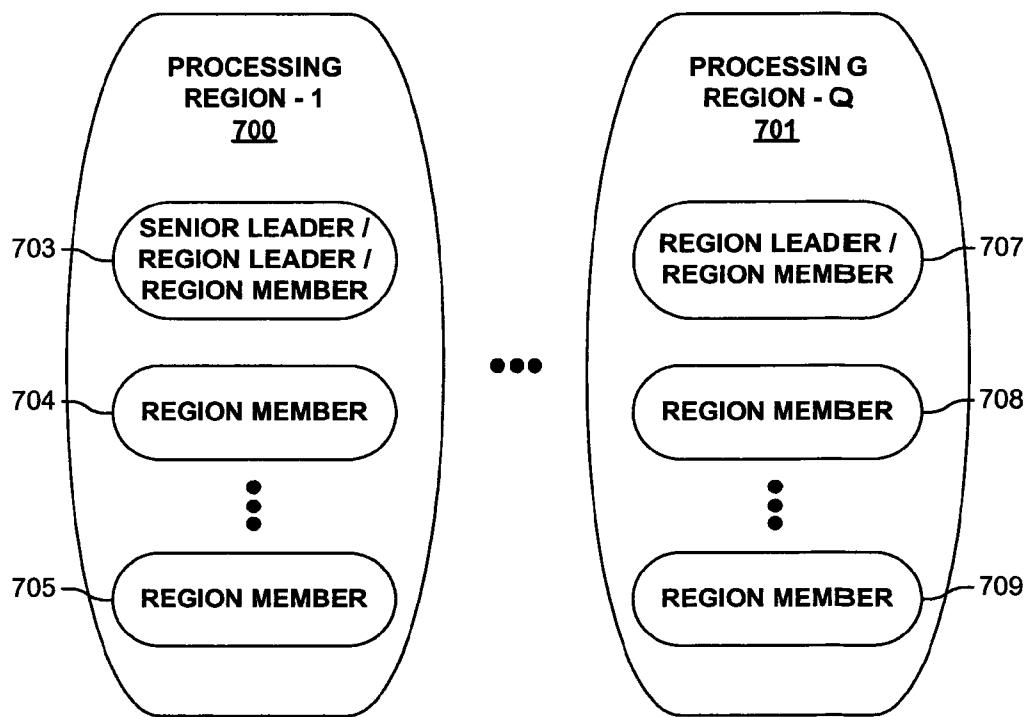 PROCESSING
REGION - 1
700
703
SENIOR LEADER /
REGION LEADER /
REGION MEMBER
704
REGION MEMBER
705
REGION MEMBER
PROCESSING
REGION - Q
701
REGION LEADER /
REGION MEMBER
707
REGION MEMBER
708
REGION MEMBER
709